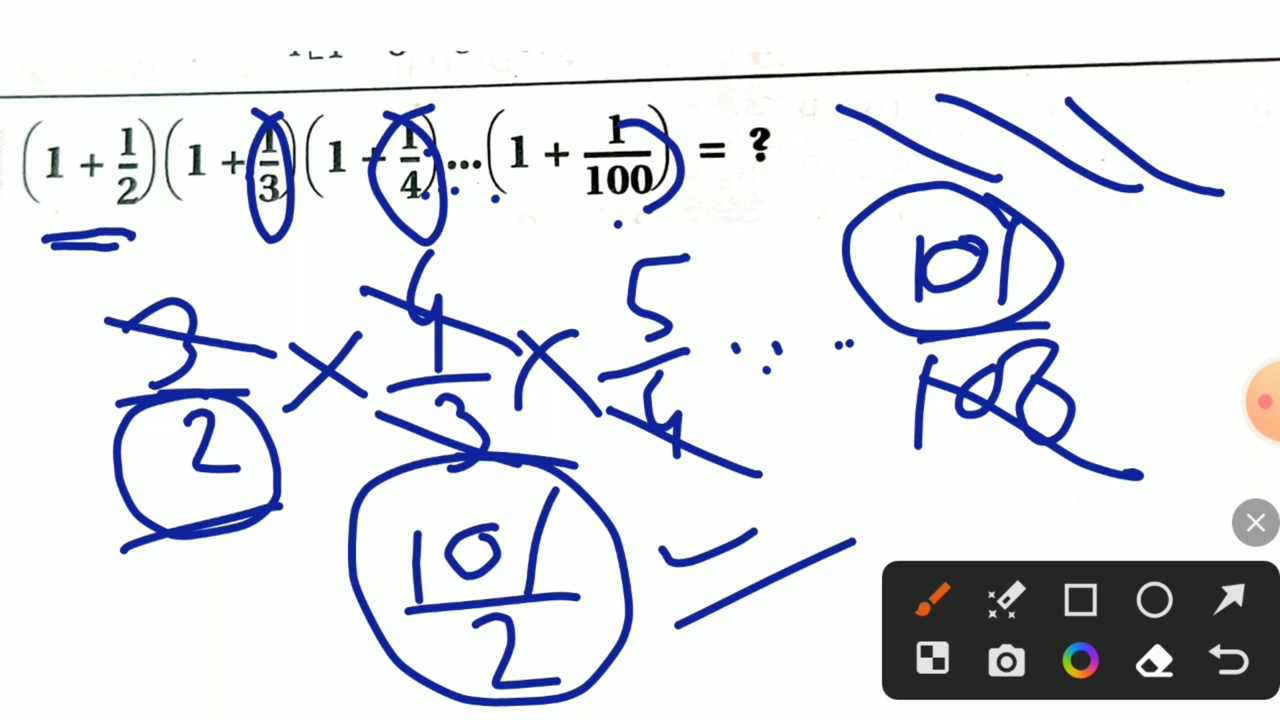 (1 + 1/2)(1 + 1/3)(1 + 1/4)...(1 + 1/100) = ?
3/2 × 4/3 × 5/4 ... 101/100
101/2